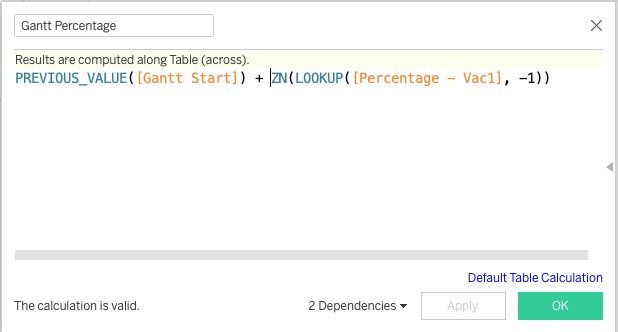 Gantt Percentage
Results are computed along Table (across).
PREVIOUS_VALUE([Gantt Start]) + ZN(LOOKUP([Percentage - Vac1], -1))
Default Table Calculation
The calculation is valid.
2 Dependencies
Apply
OK